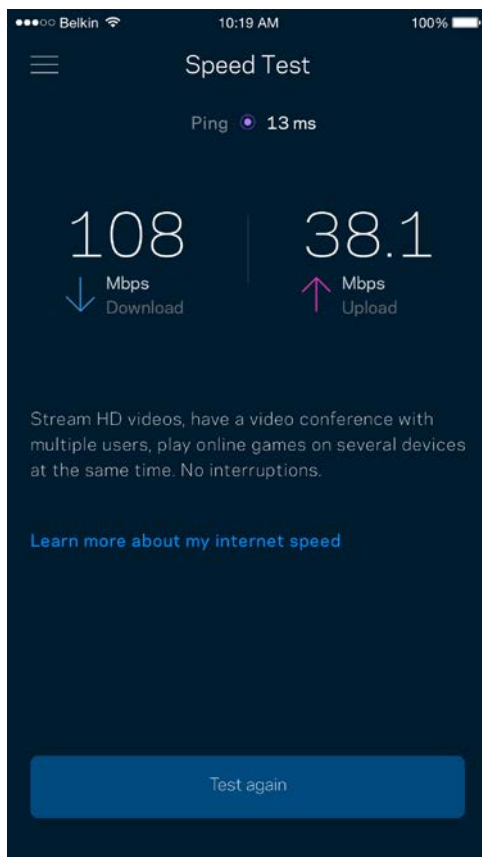 Belkin 10:19 AM 100%
Speed Test
Ping 13 ms
108 38.1
Mbps Mbps
Download Upload
Stream HD videos, have a video conference with
multiple users, play online games on several devices
at the same time. No interruptions.
Learn more about my internet speed
Test again